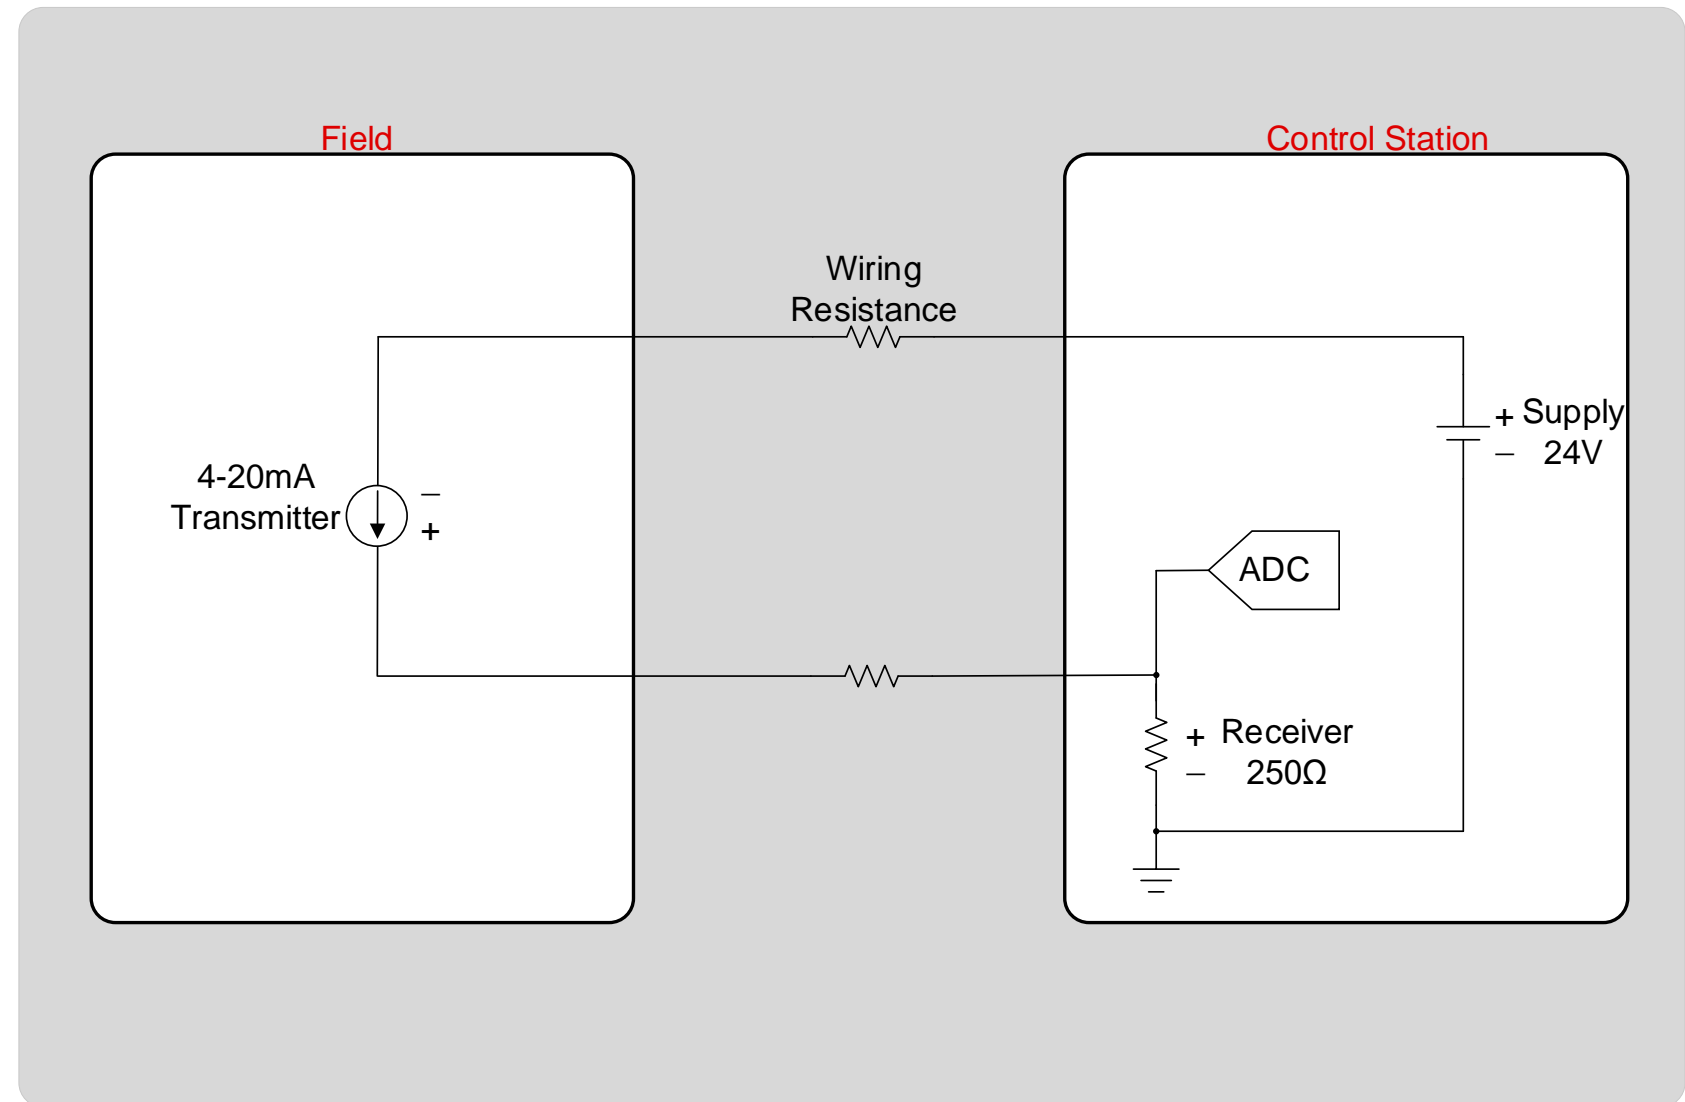 Field
Control Station
Wiring
Resistance
+ Supply
− 24V
4-20mA
Transmitter
−
+
ADC
+ Receiver
− 250Ω